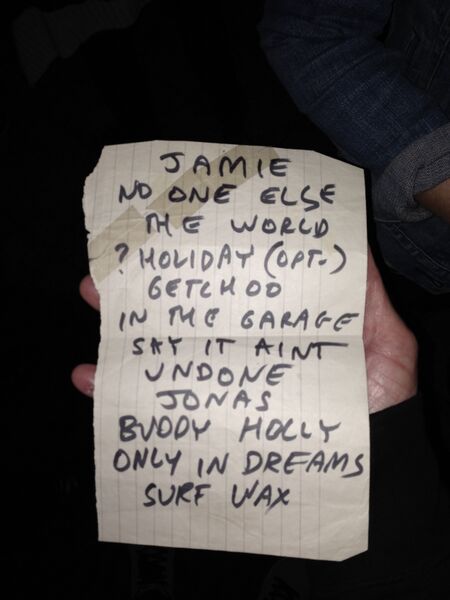 JAMIE
NO ONE ELSE
THE WORLD
? HOLIDAY (OPT.)
GETCHOO
IN THE GARAGE
SAY IT AINT
UNDONE
JONAS
BUDDY HOLLY
ONLY IN DREAMS
SURF WAX